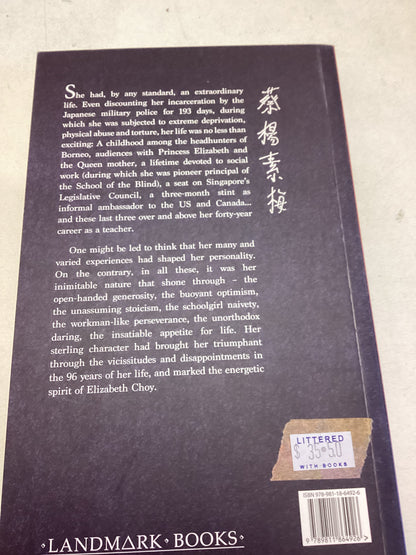 She had, by any standard, an extraordinary
life. Even discounting her incarceration by the
Japanese military police for 193 days, during
which she was subjected to extreme deprivation,
physical abuse and torture, her life was no less than
exciting: A childhood among the headhunters of
Borneo, audiences with Princess Elizabeth and
the Queen mother, a lifetime devoted to social
work (during which she was pioneer principal
of the School of the Blind), a seat on Singapore's
Legislative Council, a three-month stint as
informal ambassador to the US and Canada...
and these last three over and above her forty-year
career as a teacher.
One might be led to think that her many and
varied experiences had shaped her personality.
On the contrary, in all these, it was her
inimitable nature that shone through – the
open-handed generosity, the buoyant optimism,
the unassuming stoicism, the schoolgirl naivety,
the workman-like perseverance, the unorthodox
daring, the insatiable appetite for life. Her
sterling character had brought her triumphant
through the vicissitudes and disappointments in
the 96 years of her life, and marked the energetic
spirit of Elizabeth Choy.
蔡楊素梅
LITTERED
$ 35.50
WITH BOOKS
ISBN 978-981-18-6492-6
9 789811 864926 >
·LANDMARK·BOOKS·